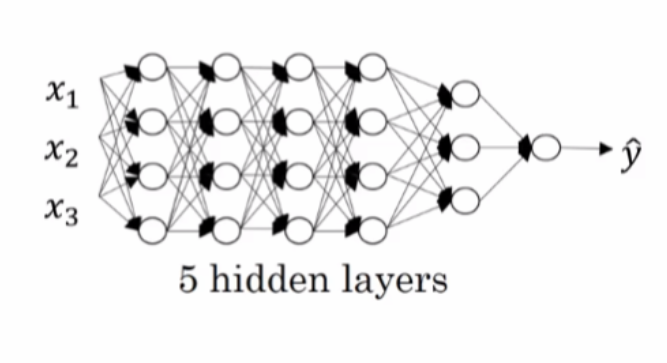 x₁
x₂
x₃
ŷ
5 hidden layers